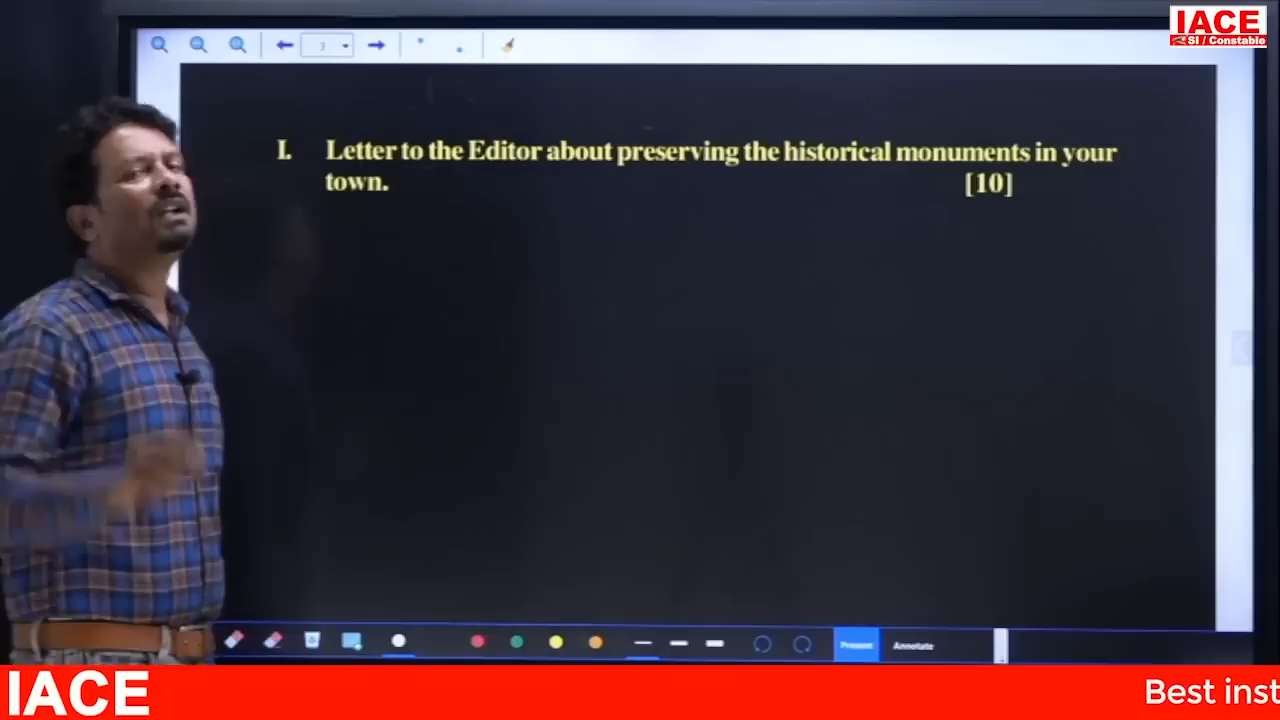 IACE
SI / Constable
3
I. Letter to the Editor about preserving the historical monuments in your
town. [10]
Present
Annotate
IACE
Best inst